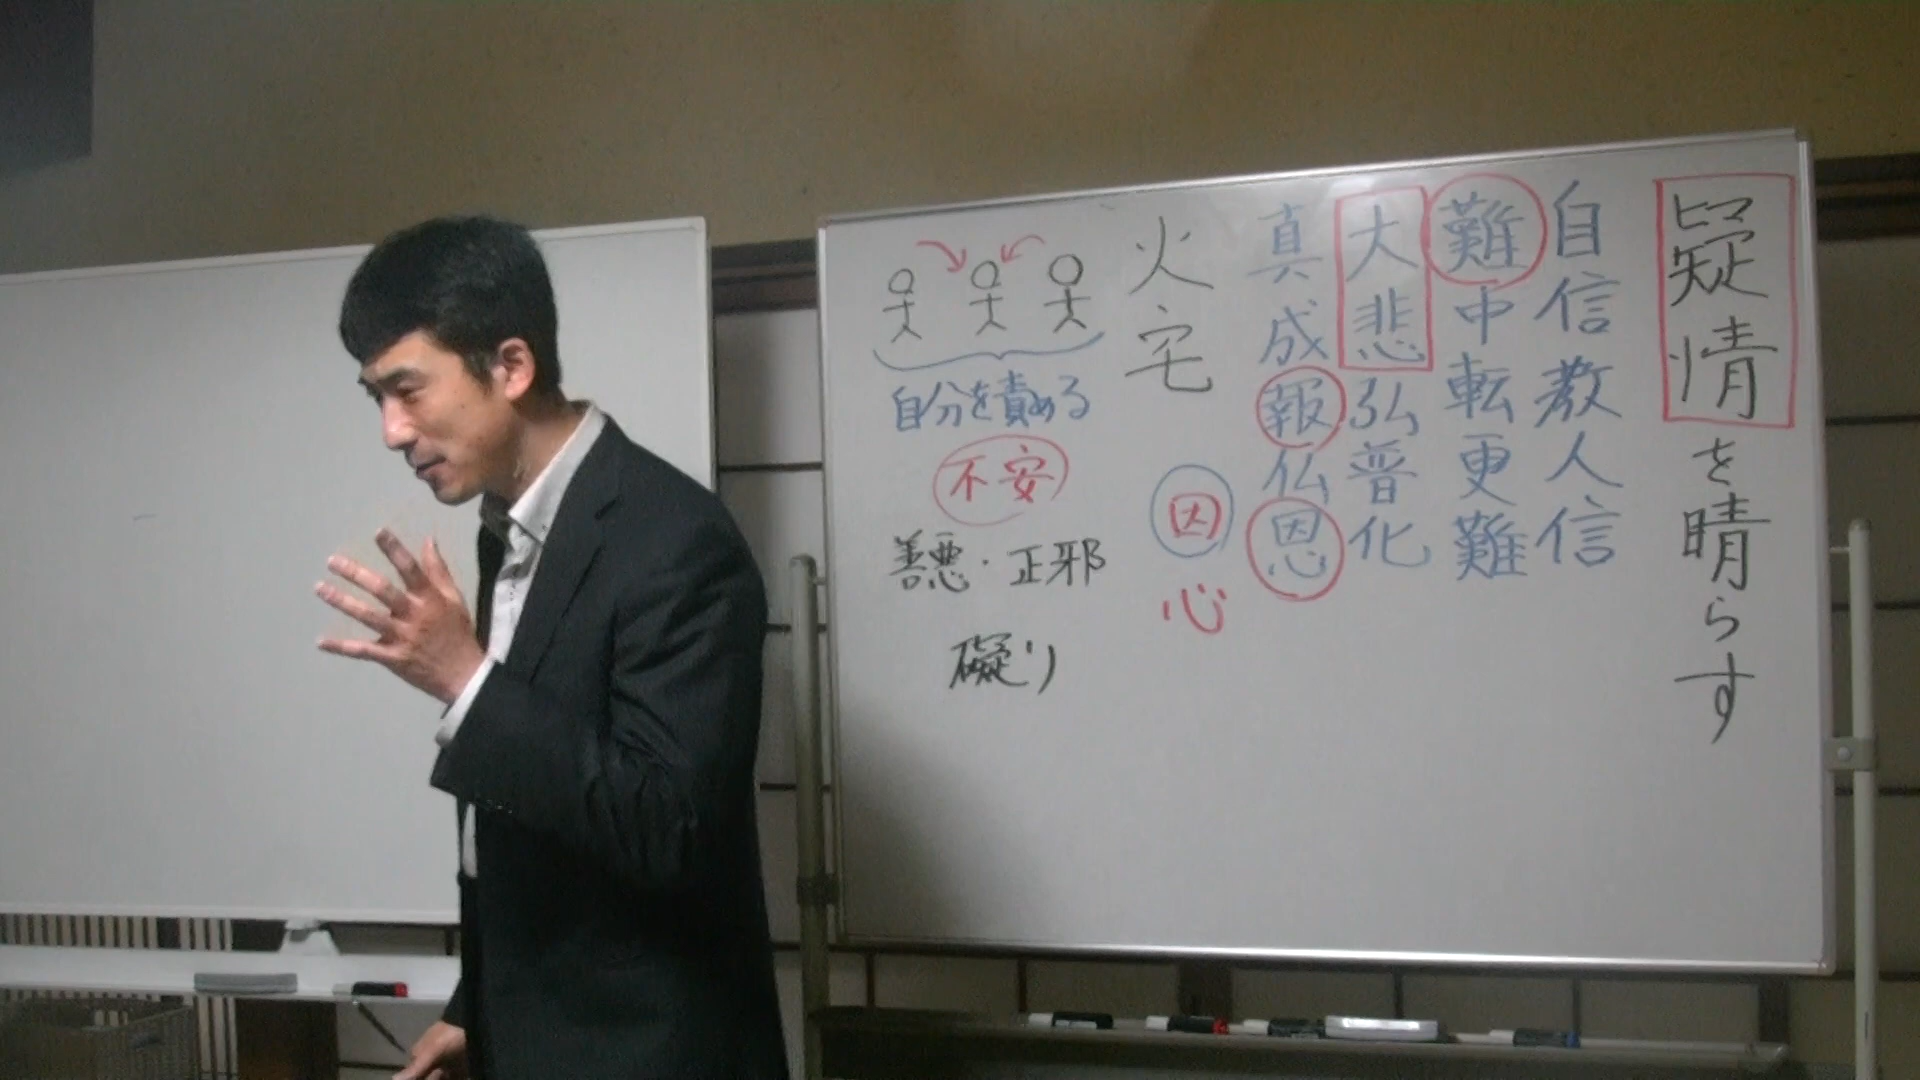 疑情を晴らす
自信教人信
難中転更難
大悲弘普化
真成報仏恩
火宅
因
心
自分を責める
不安
善悪・正邪
礙り